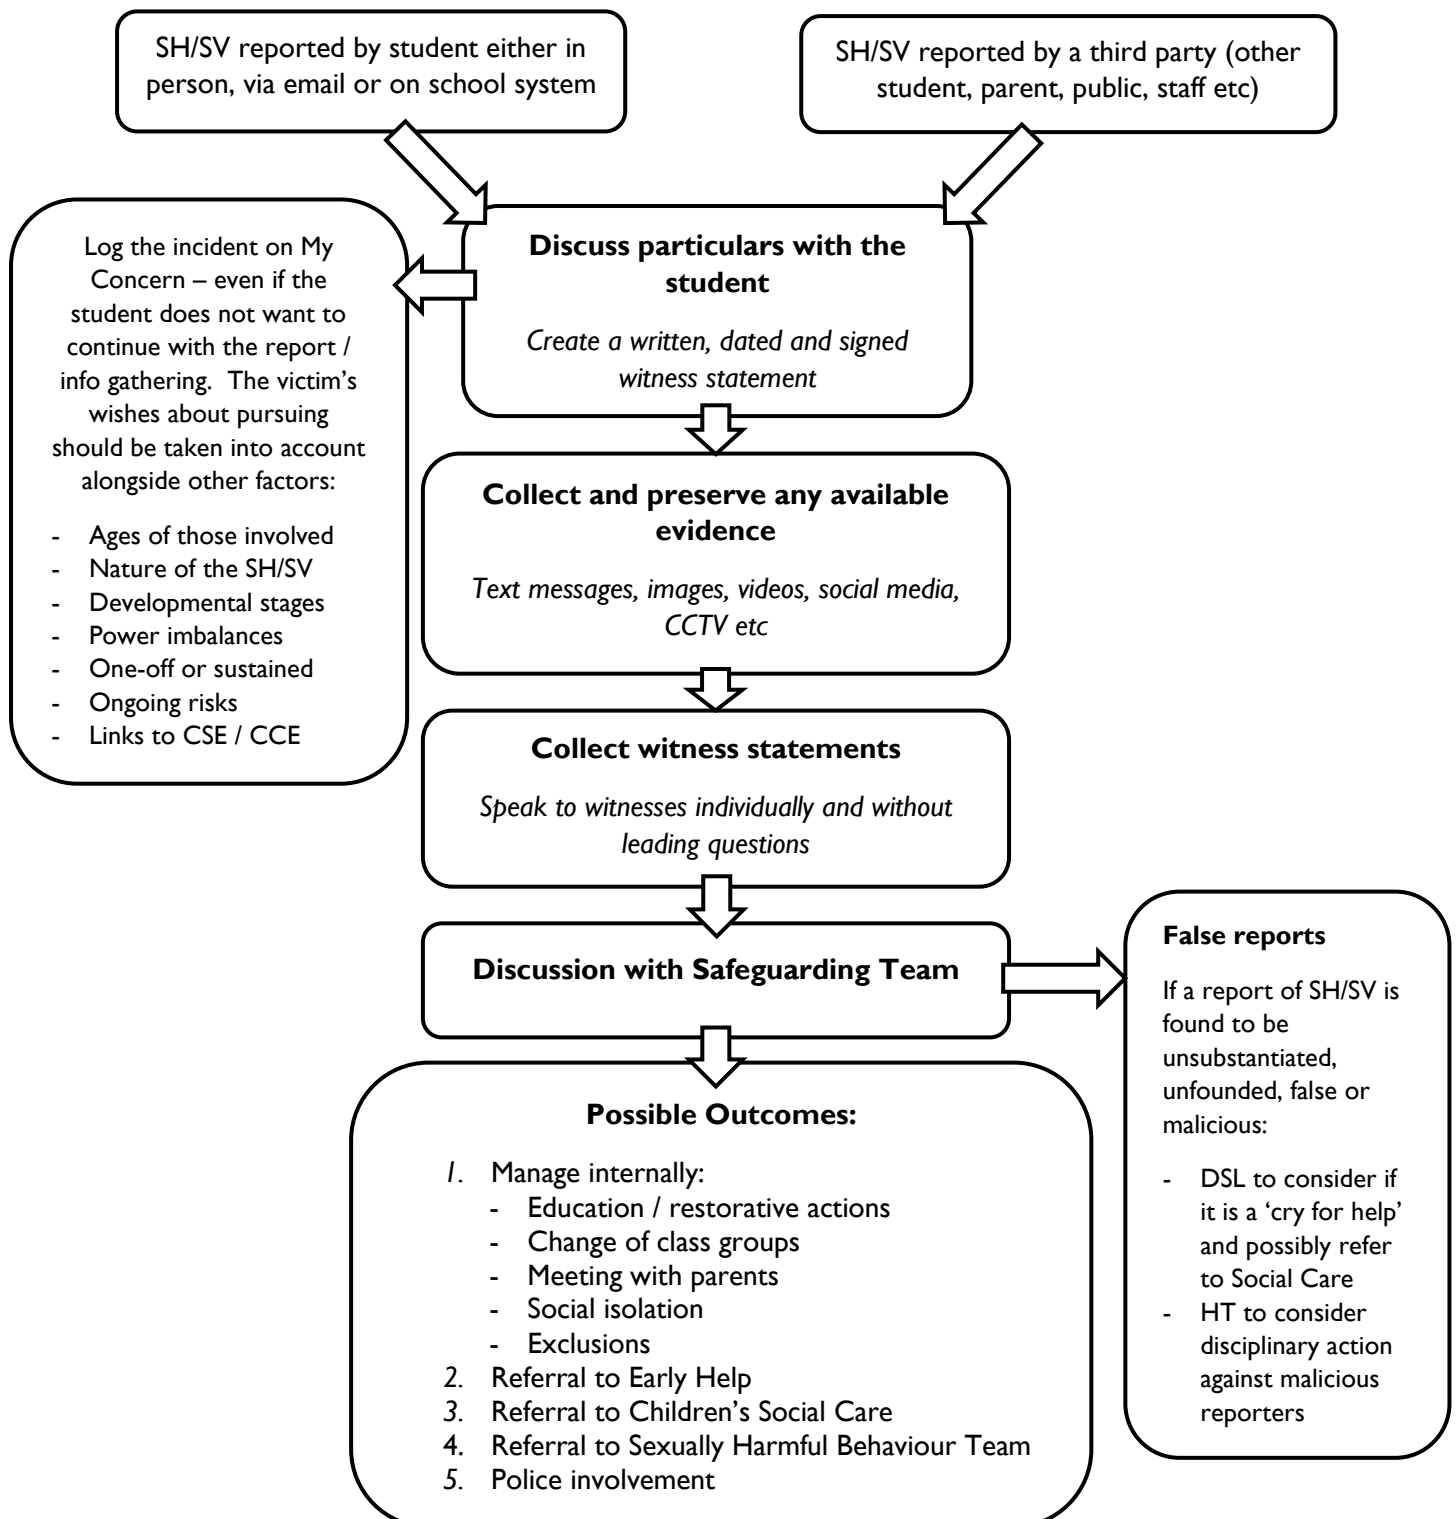 SH/SV reported by student either in
person, via email or on school system
SH/SV reported by a third party (other
student, parent, public, staff etc)
Discuss particulars with the
student
Create a written, dated and signed
witness statement
Log the incident on My
Concern – even if the
student does not want to
continue with the report /
info gathering.  The victim’s
wishes about pursuing
should be taken into account
alongside other factors:
- Ages of those involved
- Nature of the SH/SV
- Developmental stages
- Power imbalances
- One-off or sustained
- Ongoing risks
- Links to CSE / CCE
Collect and preserve any available
evidence
Text messages, images, videos, social media,
CCTV etc
Collect witness statements
Speak to witnesses individually and without
leading questions
Discussion with Safeguarding Team
False reports
If a report of SH/SV is
found to be
unsubstantiated,
unfounded, false or
malicious:
- DSL to consider if
it is a ‘cry for help’
and possibly refer
to Social Care
- HT to consider
disciplinary action
against malicious
reporters
Possible Outcomes:
1. Manage internally:
- Education / restorative actions
- Change of class groups
- Meeting with parents
- Social isolation
- Exclusions
2. Referral to Early Help
3. Referral to Children’s Social Care
4. Referral to Sexually Harmful Behaviour Team
5. Police involvement